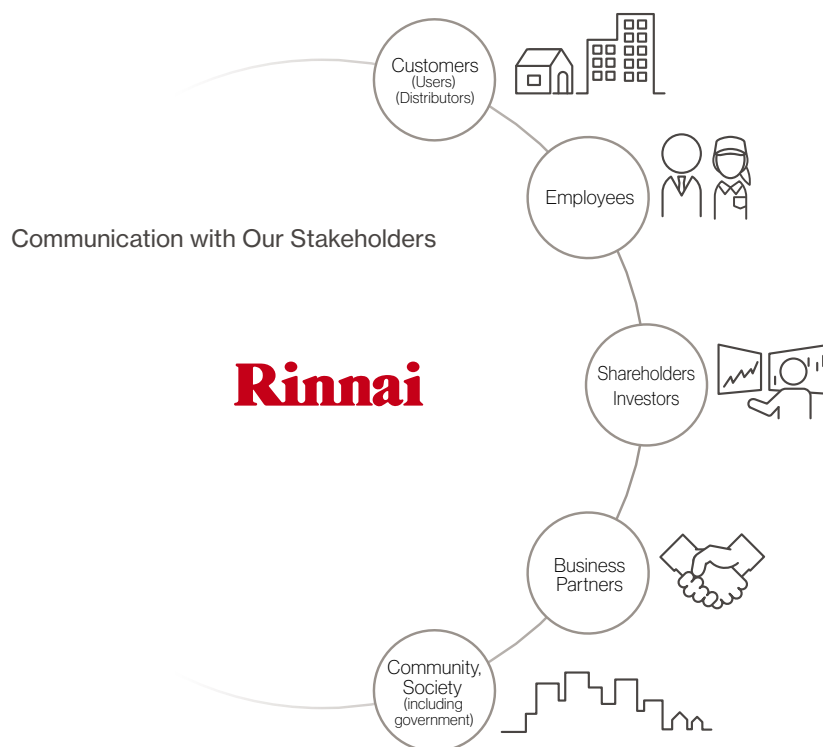 Customers
(Users)
(Distributors)
Employees
Communication with Our Stakeholders
Rinnai
Shareholders
Investors
Business
Partners
Community,
Society
(including
government)